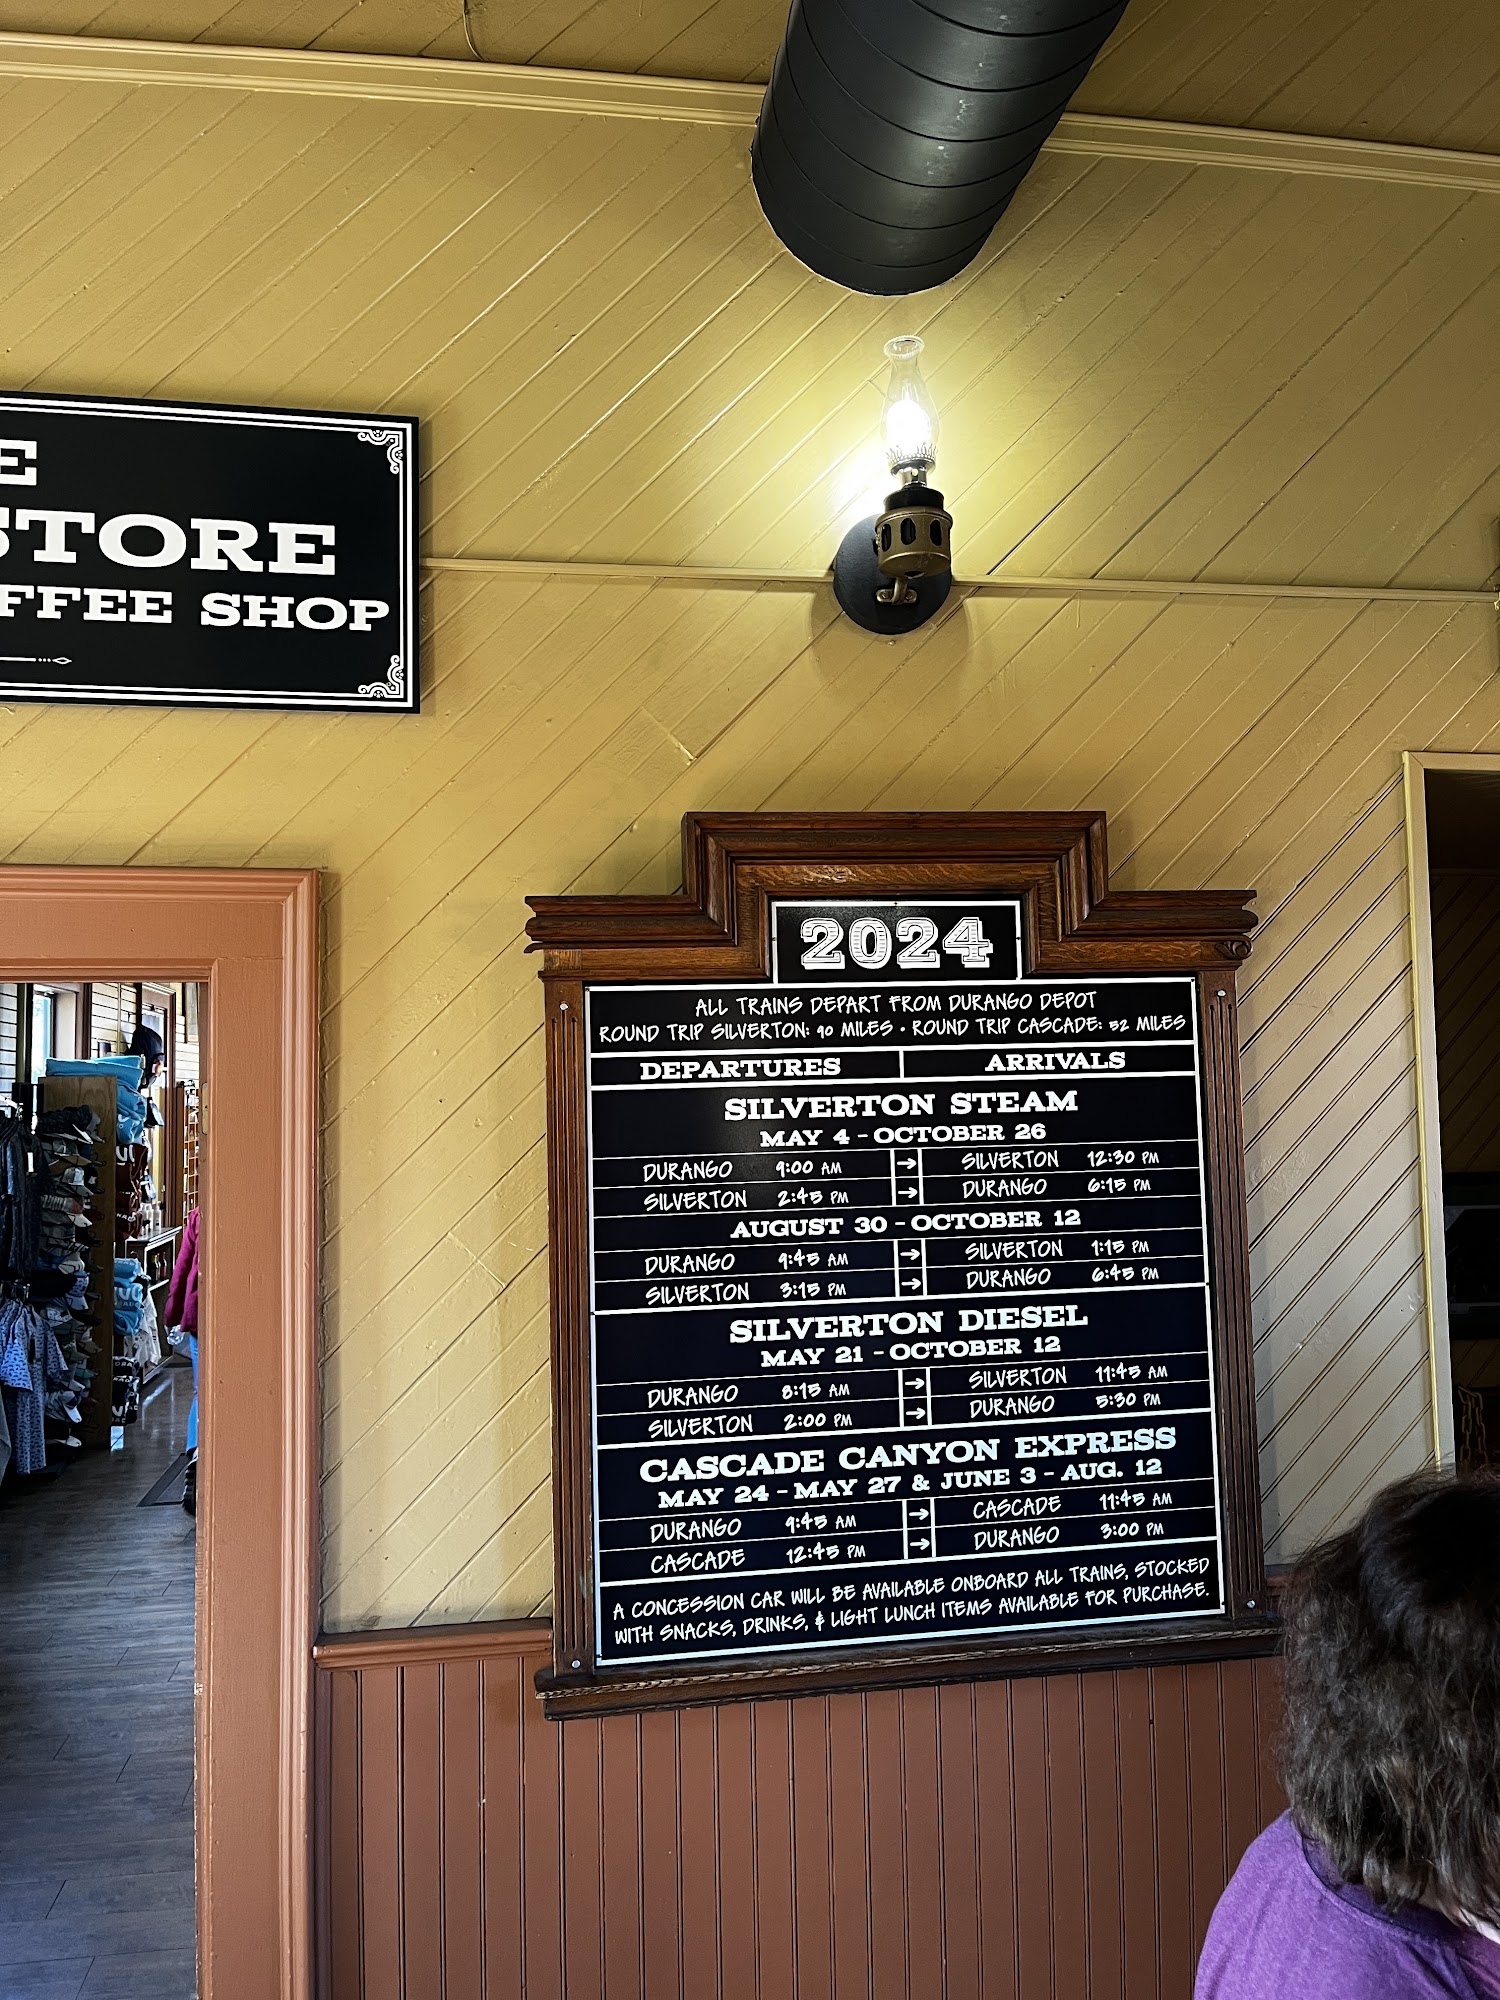 E
STORE
FFEE SHOP
2024
ALL TRAINS DEPART FROM DURANGO DEPOT
ROUND TRIP SILVERTON: 90 MILES • ROUND TRIP CASCADE: 52 MILES
DEPARTURES ARRIVALS
SILVERTON STEAM
MAY 4 - OCTOBER 26
DURANGO 9:00 AM → SILVERTON 12:30 PM
SILVERTON 2:45 PM → DURANGO 6:15 PM
AUGUST 30 - OCTOBER 12
DURANGO 9:45 AM → SILVERTON 1:15 PM
SILVERTON 3:15 PM → DURANGO 6:45 PM
SILVERTON DIESEL
MAY 21 - OCTOBER 12
DURANGO 8:15 AM → SILVERTON 11:45 AM
SILVERTON 2:00 PM → DURANGO 5:30 PM
CASCADE CANYON EXPRESS
MAY 24 - MAY 27 & JUNE 3 - AUG. 12
DURANGO 9:45 AM → CASCADE 11:45 AM
CASCADE 12:45 PM → DURANGO 3:00 PM
A CONCESSION CAR WILL BE AVAILABLE ONBOARD ALL TRAINS, STOCKED
WITH SNACKS, DRINKS, & LIGHT LUNCH ITEMS AVAILABLE FOR PURCHASE.